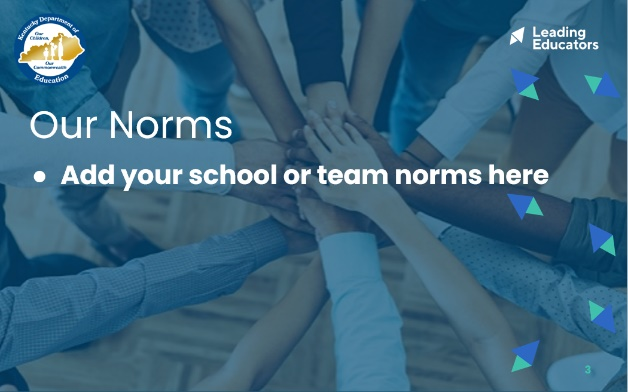 Kentucky Department of
Our
Children,
Our
Commonwealth
Education
Leading
Educators
Our Norms
● Add your school or team norms here
3